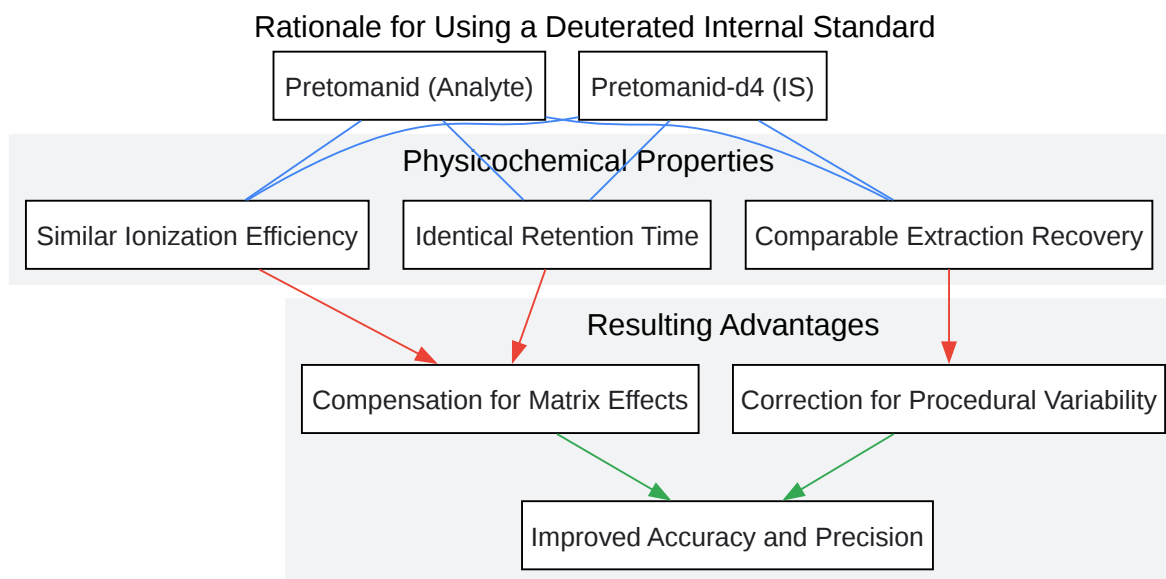 Rationale for Using a Deuterated Internal Standard
Pretomanid (Analyte)
Pretomanid-d4 (IS)
Physicochemical Properties
Similar Ionization Efficiency
Identical Retention Time
Comparable Extraction Recovery
Resulting Advantages
Compensation for Matrix Effects
Correction for Procedural Variability
Improved Accuracy and Precision